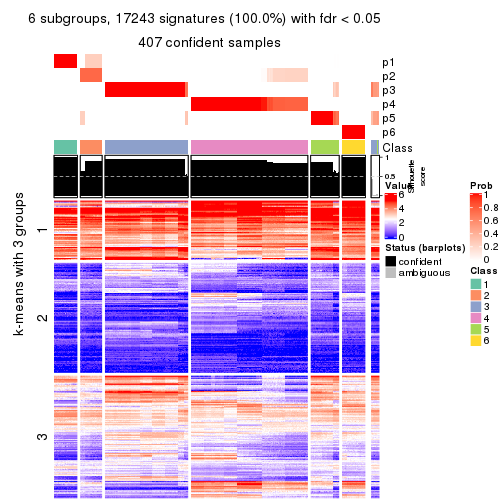 6 subgroups, 17243 signatures (100.0%) with fdr < 0.05
407 confident samples
p1
p2
p3
p4
p5
p6
Class
1
0.5
0
Silhouette
score
k-means with 3 groups
1
2
3
Value
6
4
2
0
Status (barplots)
confident
ambiguous
Prob
1
0.8
0.6
0.4
0.2
0
Class
1
2
3
4
5
6